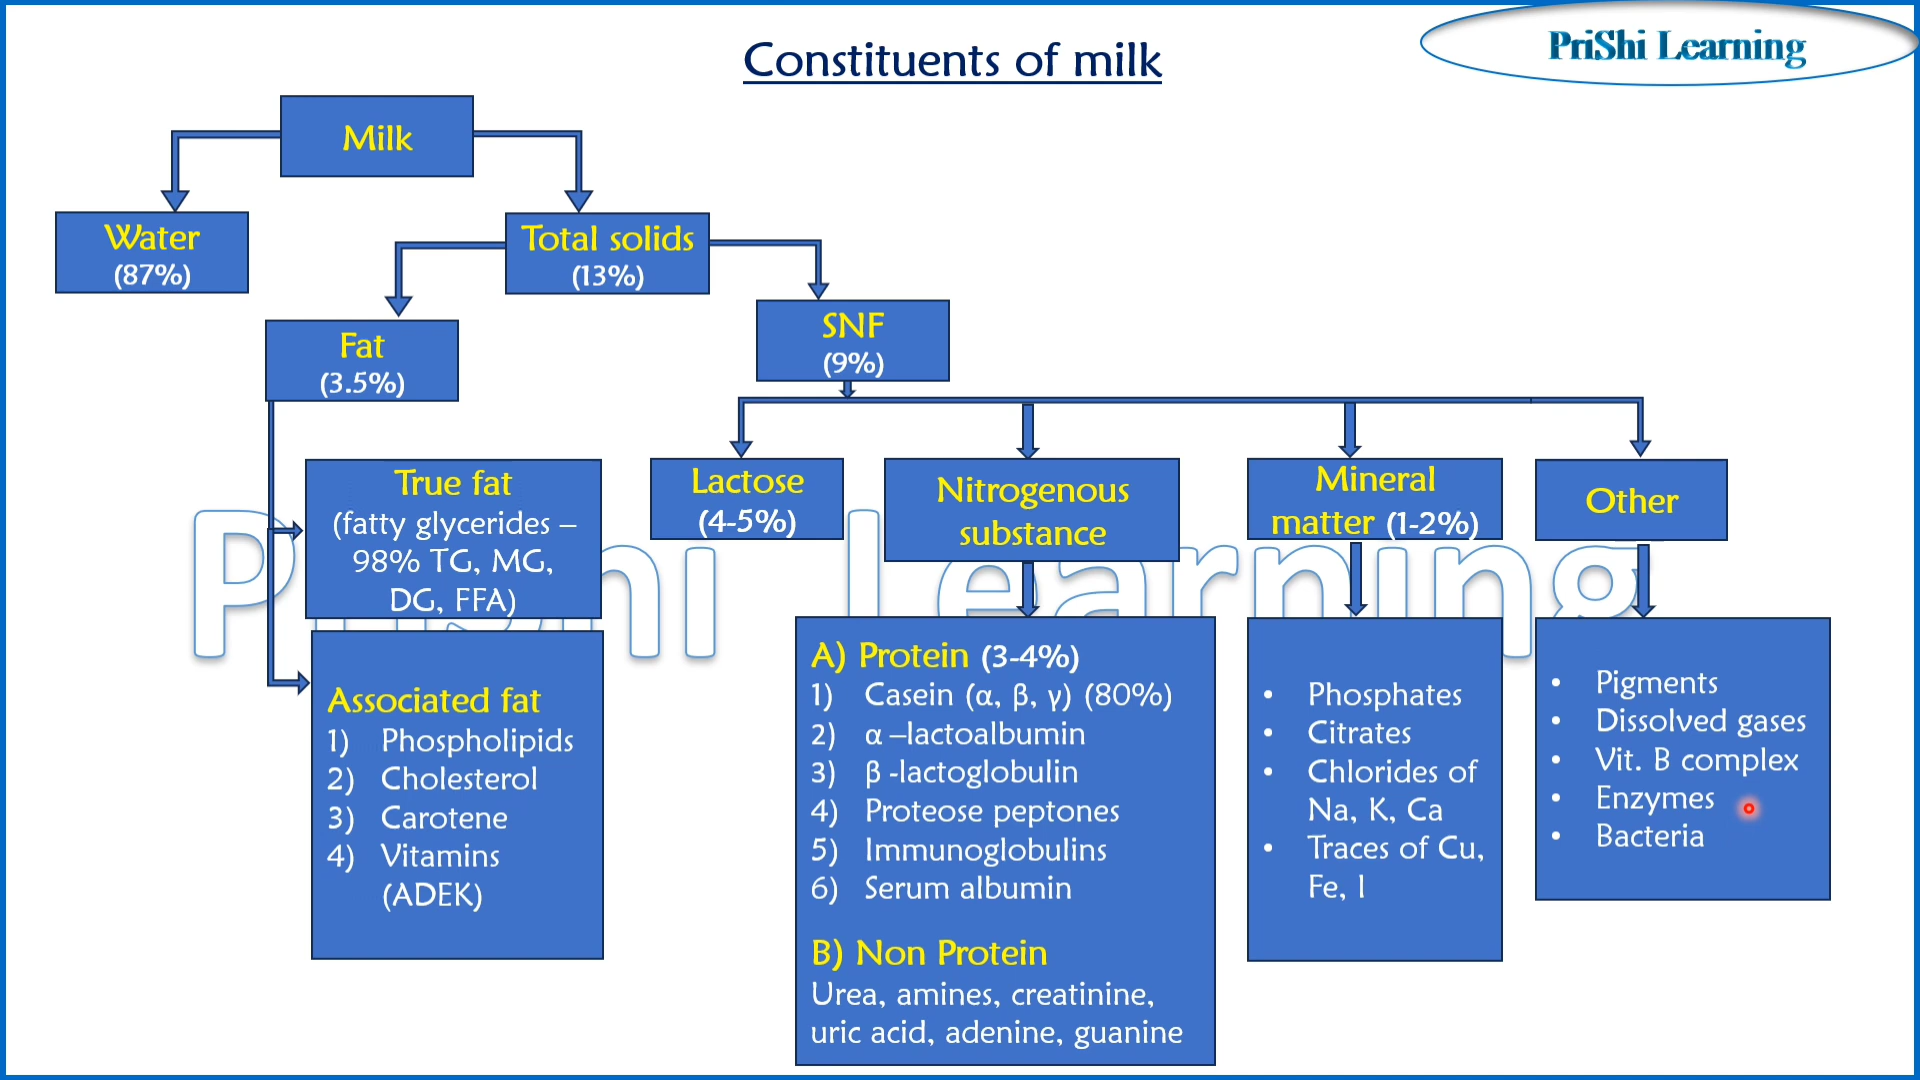 Constituents of milk
PriShi Learning
Milk
Water
(87%)
Total solids
(13%)
Fat
(3.5%)
SNF
(9%)
True fat
(fatty glycerides –
98% TG, MG,
DG, FFA)
Associated fat
1) Phospholipids
2) Cholesterol
3) Carotene
4) Vitamins
(ADEK)
Lactose
(4-5%)
Nitrogenous
substance
A) Protein (3-4%)
1) Casein (α, β, γ) (80%)
2) α –lactoalbumin
3) β -lactoglobulin
4) Proteose peptones
5) Immunoglobulins
6) Serum albumin
B) Non Protein
Urea, amines, creatinine,
uric acid, adenine, guanine
Mineral
matter (1-2%)
• Phosphates
• Citrates
• Chlorides of
Na, K, Ca
• Traces of Cu,
Fe, I
Other
• Pigments
• Dissolved gases
• Vit. B complex
• Enzymes
• Bacteria
PriShi Learning